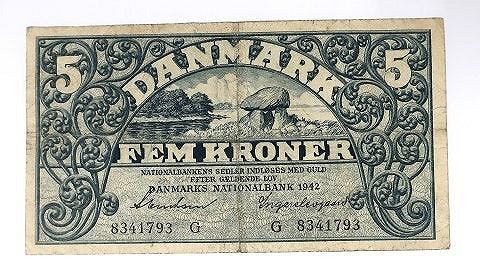 DANMARK
5 5
FEM KRONER
NATIONALBANKENS SEDLER INDLØSES MED GULD
EFTER GÆLDENDE LOV
DANMARKS NATIONALBANK 1942
8341793 G G 8341793